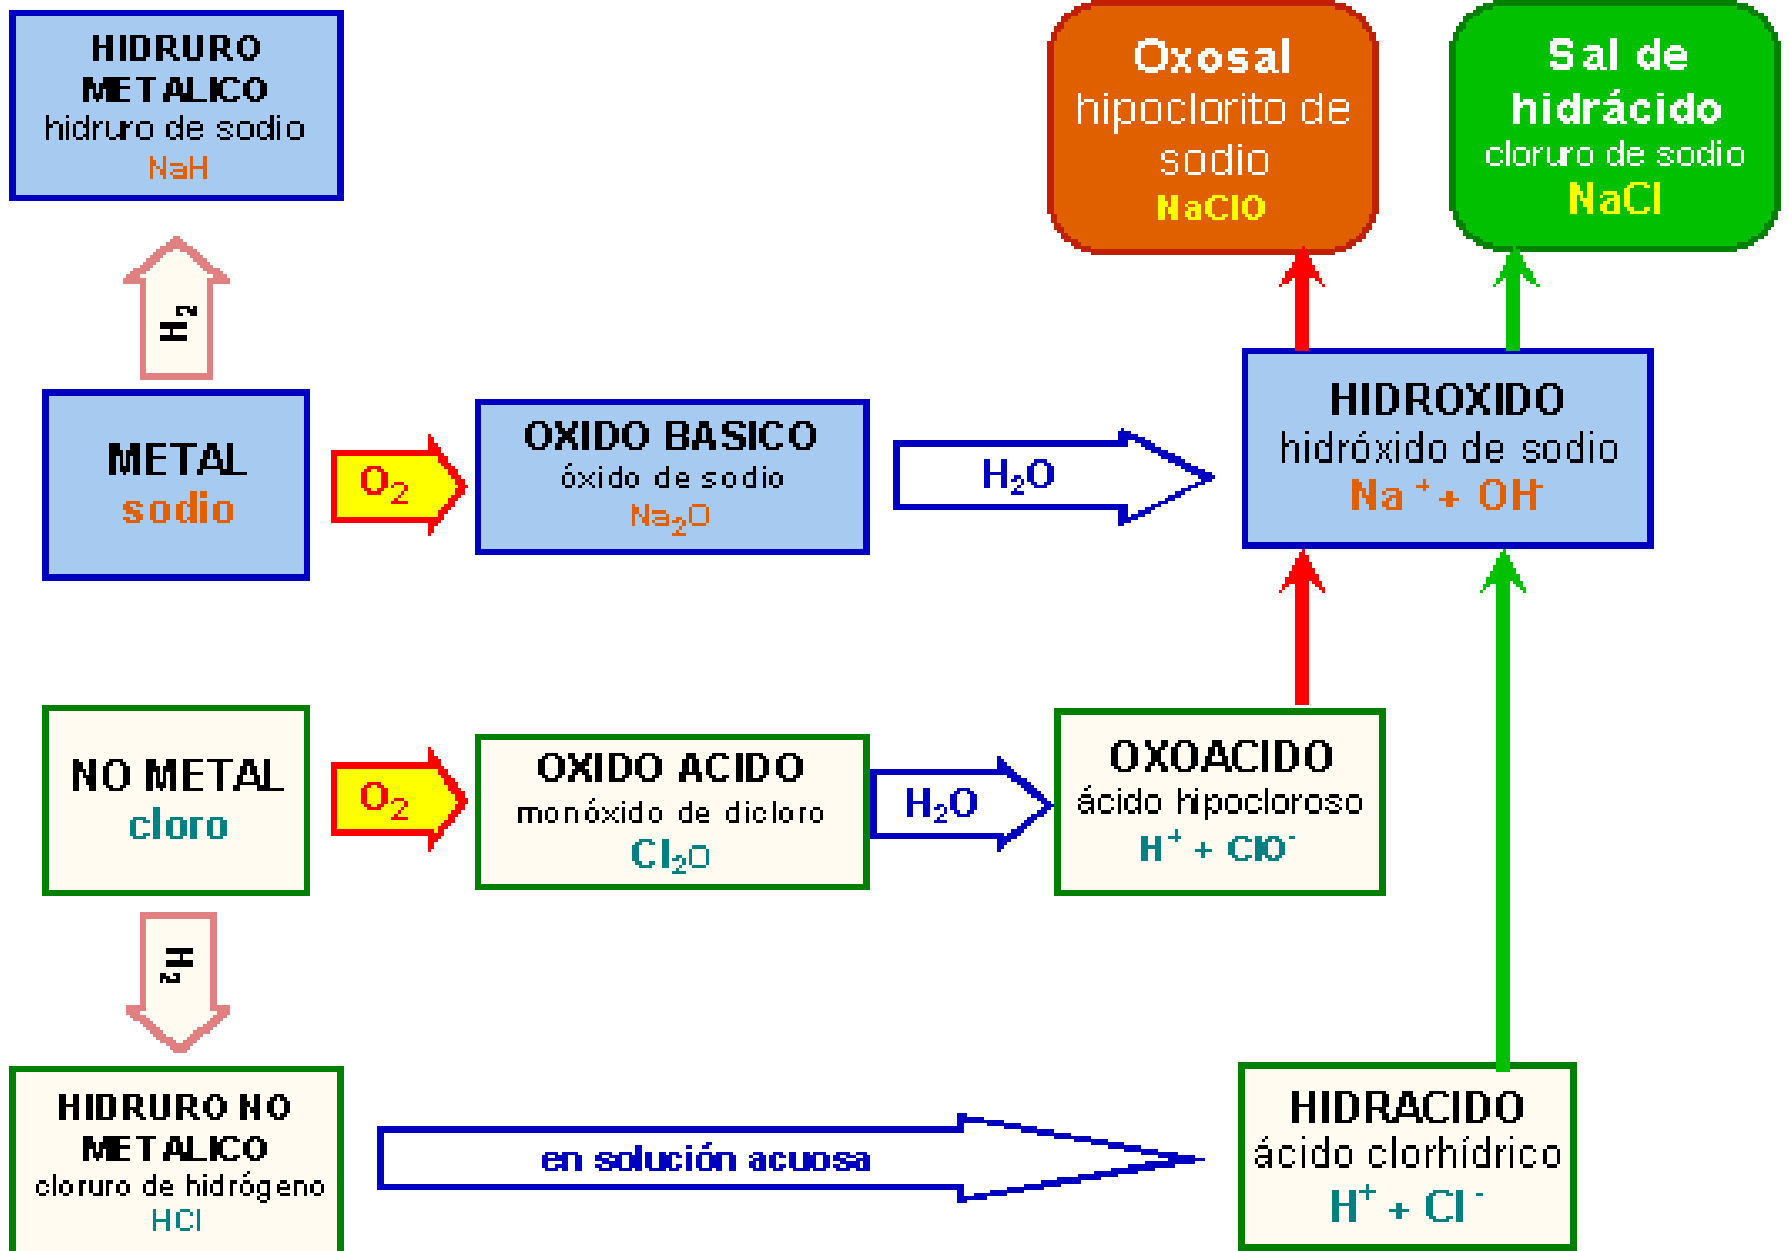 HIDRURO
METALICO
hidruro de sodio
NaH
Oxosal
hipoclorito de
sodio
NaClO
Sal de
hidrácido
cloruro de sodio
NaCl
H₂
METAL
sodio
O₂
OXIDO BASICO
óxido de sodio
Na₂O
H₂O
HIDROXIDO
hidróxido de sodio
Na⁺ + OH⁻
NO METAL
cloro
O₂
OXIDO ACIDO
monóxido de dicloro
Cl₂O
H₂O
OXOACIDO
ácido hipocloroso
H⁺ + ClO⁻
H₂
HIDRURO NO
METALICO
cloruro de hidrógeno
HCl
en solución acuosa
HIDRACIDO
ácido clorhídrico
H⁺ + Cl⁻